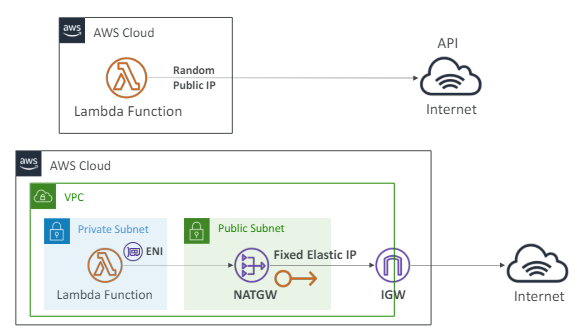 aws
AWS Cloud
API
Random
Public IP
Lambda Function
Internet
aws
AWS Cloud
VPC
Private Subnet
Public Subnet
ENI
Fixed Elastic IP
Lambda Function
NATGW
IGW
Internet